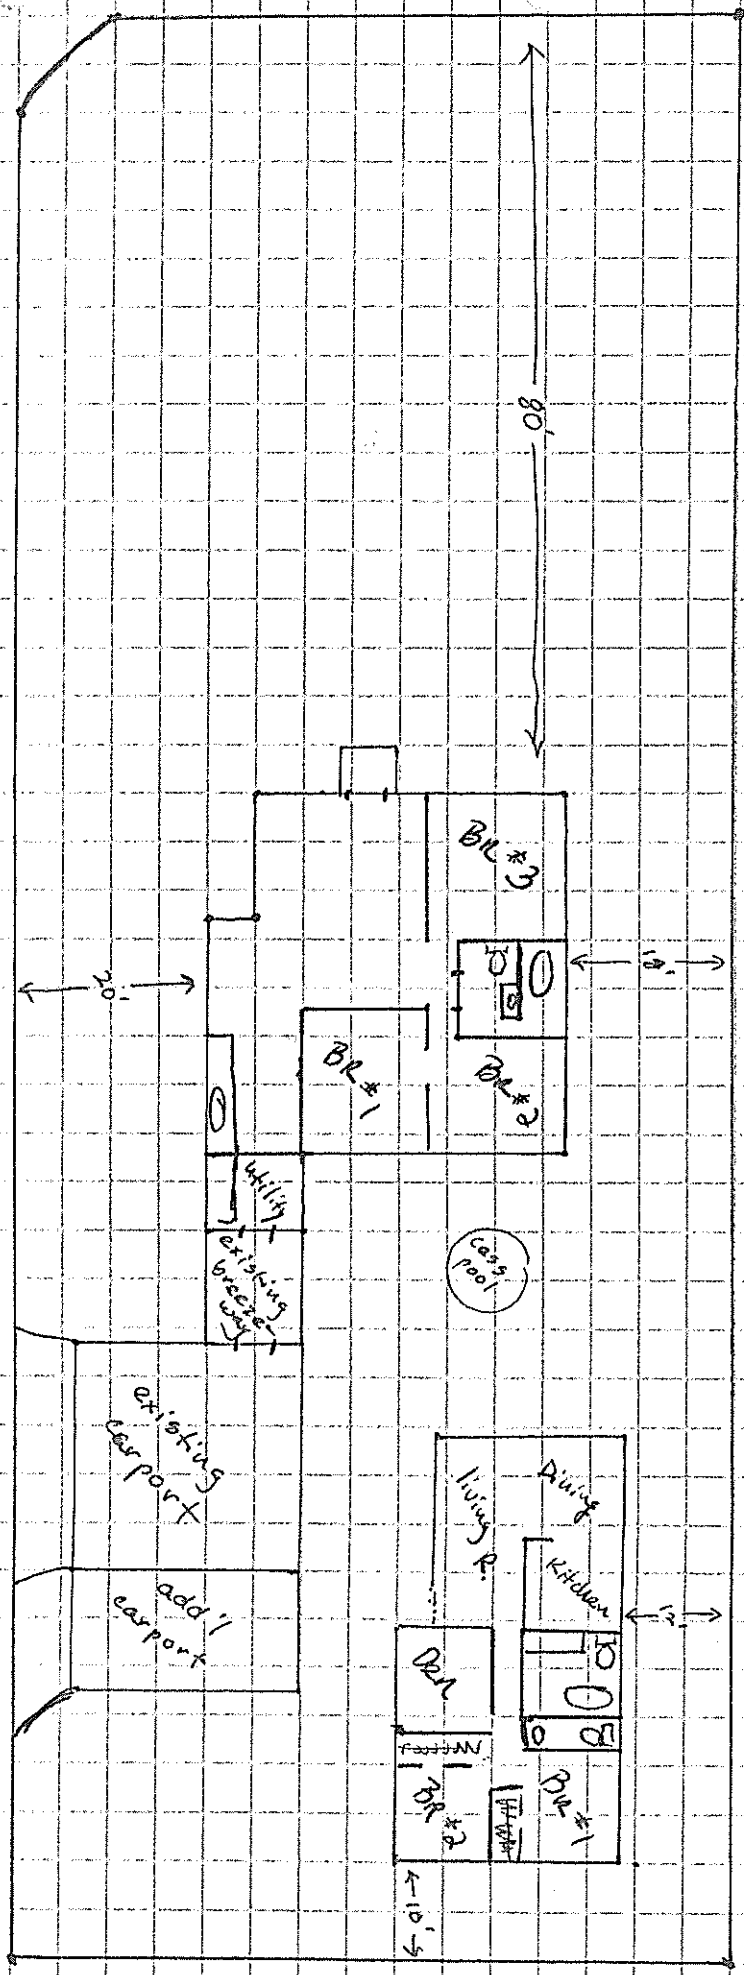 80'
BR #3
20'
BR #1
BR #2
utility
existing
breeze-
way
cess
pool
existing
carport
living
R.
Dining
Kitchen
add'l
carport
12'
Den
BR #2
BR #1
10'